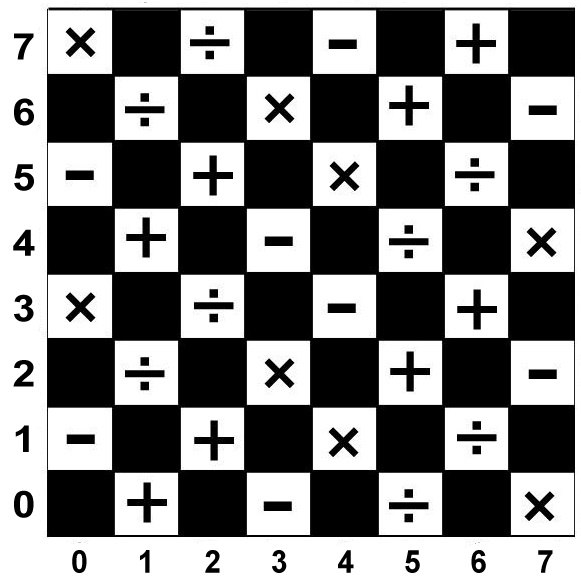 7 × ÷ - +
6 ÷ × + -
5 - + × ÷
4 + - ÷ ×
3 × ÷ - +
2 ÷ × + -
1 - + × ÷
0 + - ÷ ×
0 1 2 3 4 5 6 7